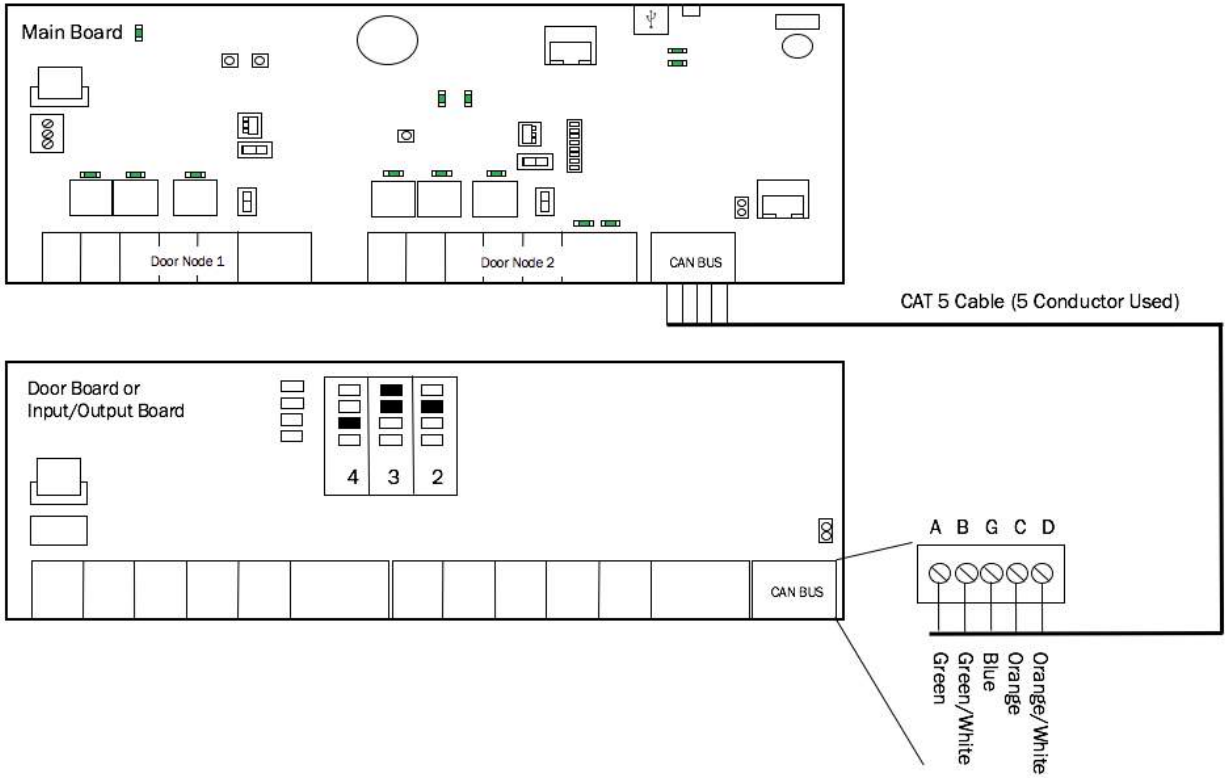 Main Board
Door Node 1
Door Node 2
CAN BUS
CAT 5 Cable (5 Conductor Used)
Door Board or
Input/Output Board
4 3 2
CAN BUS
A B G C D
Green
Green/White
Blue
Orange
Orange/White